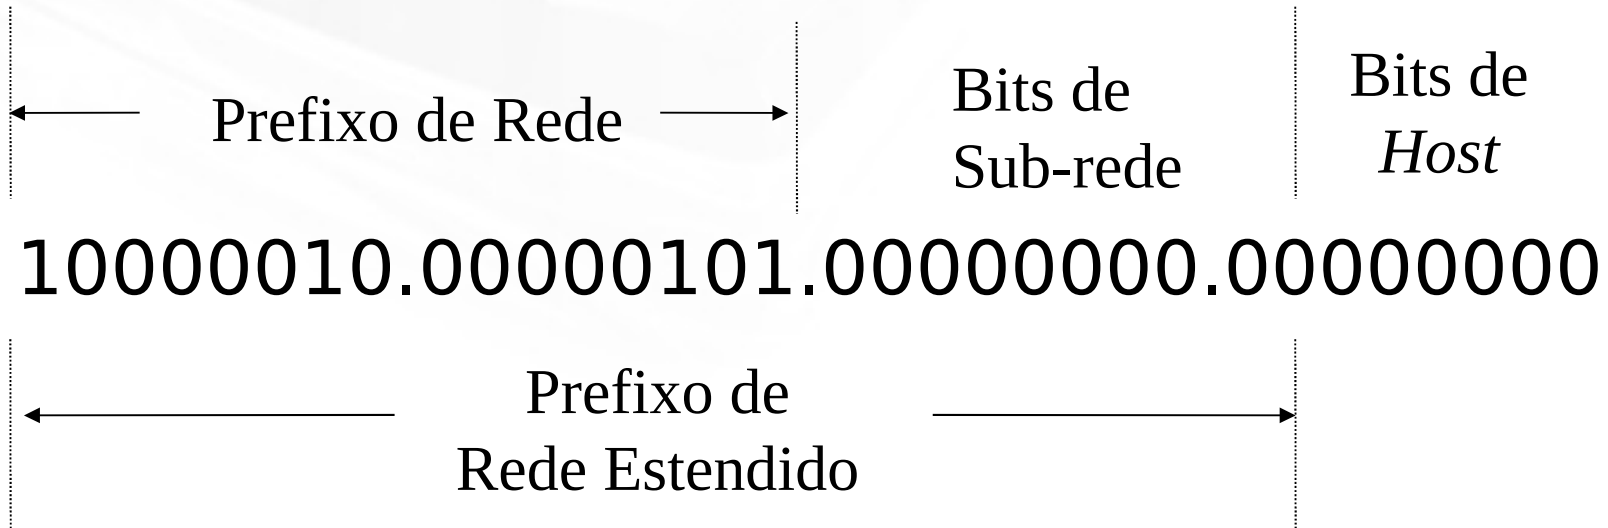 Prefixo de Rede
Bits de
Sub-rede
Bits de
Host
10000010.00000101.00000000.00000000
Prefixo de
Rede Estendido